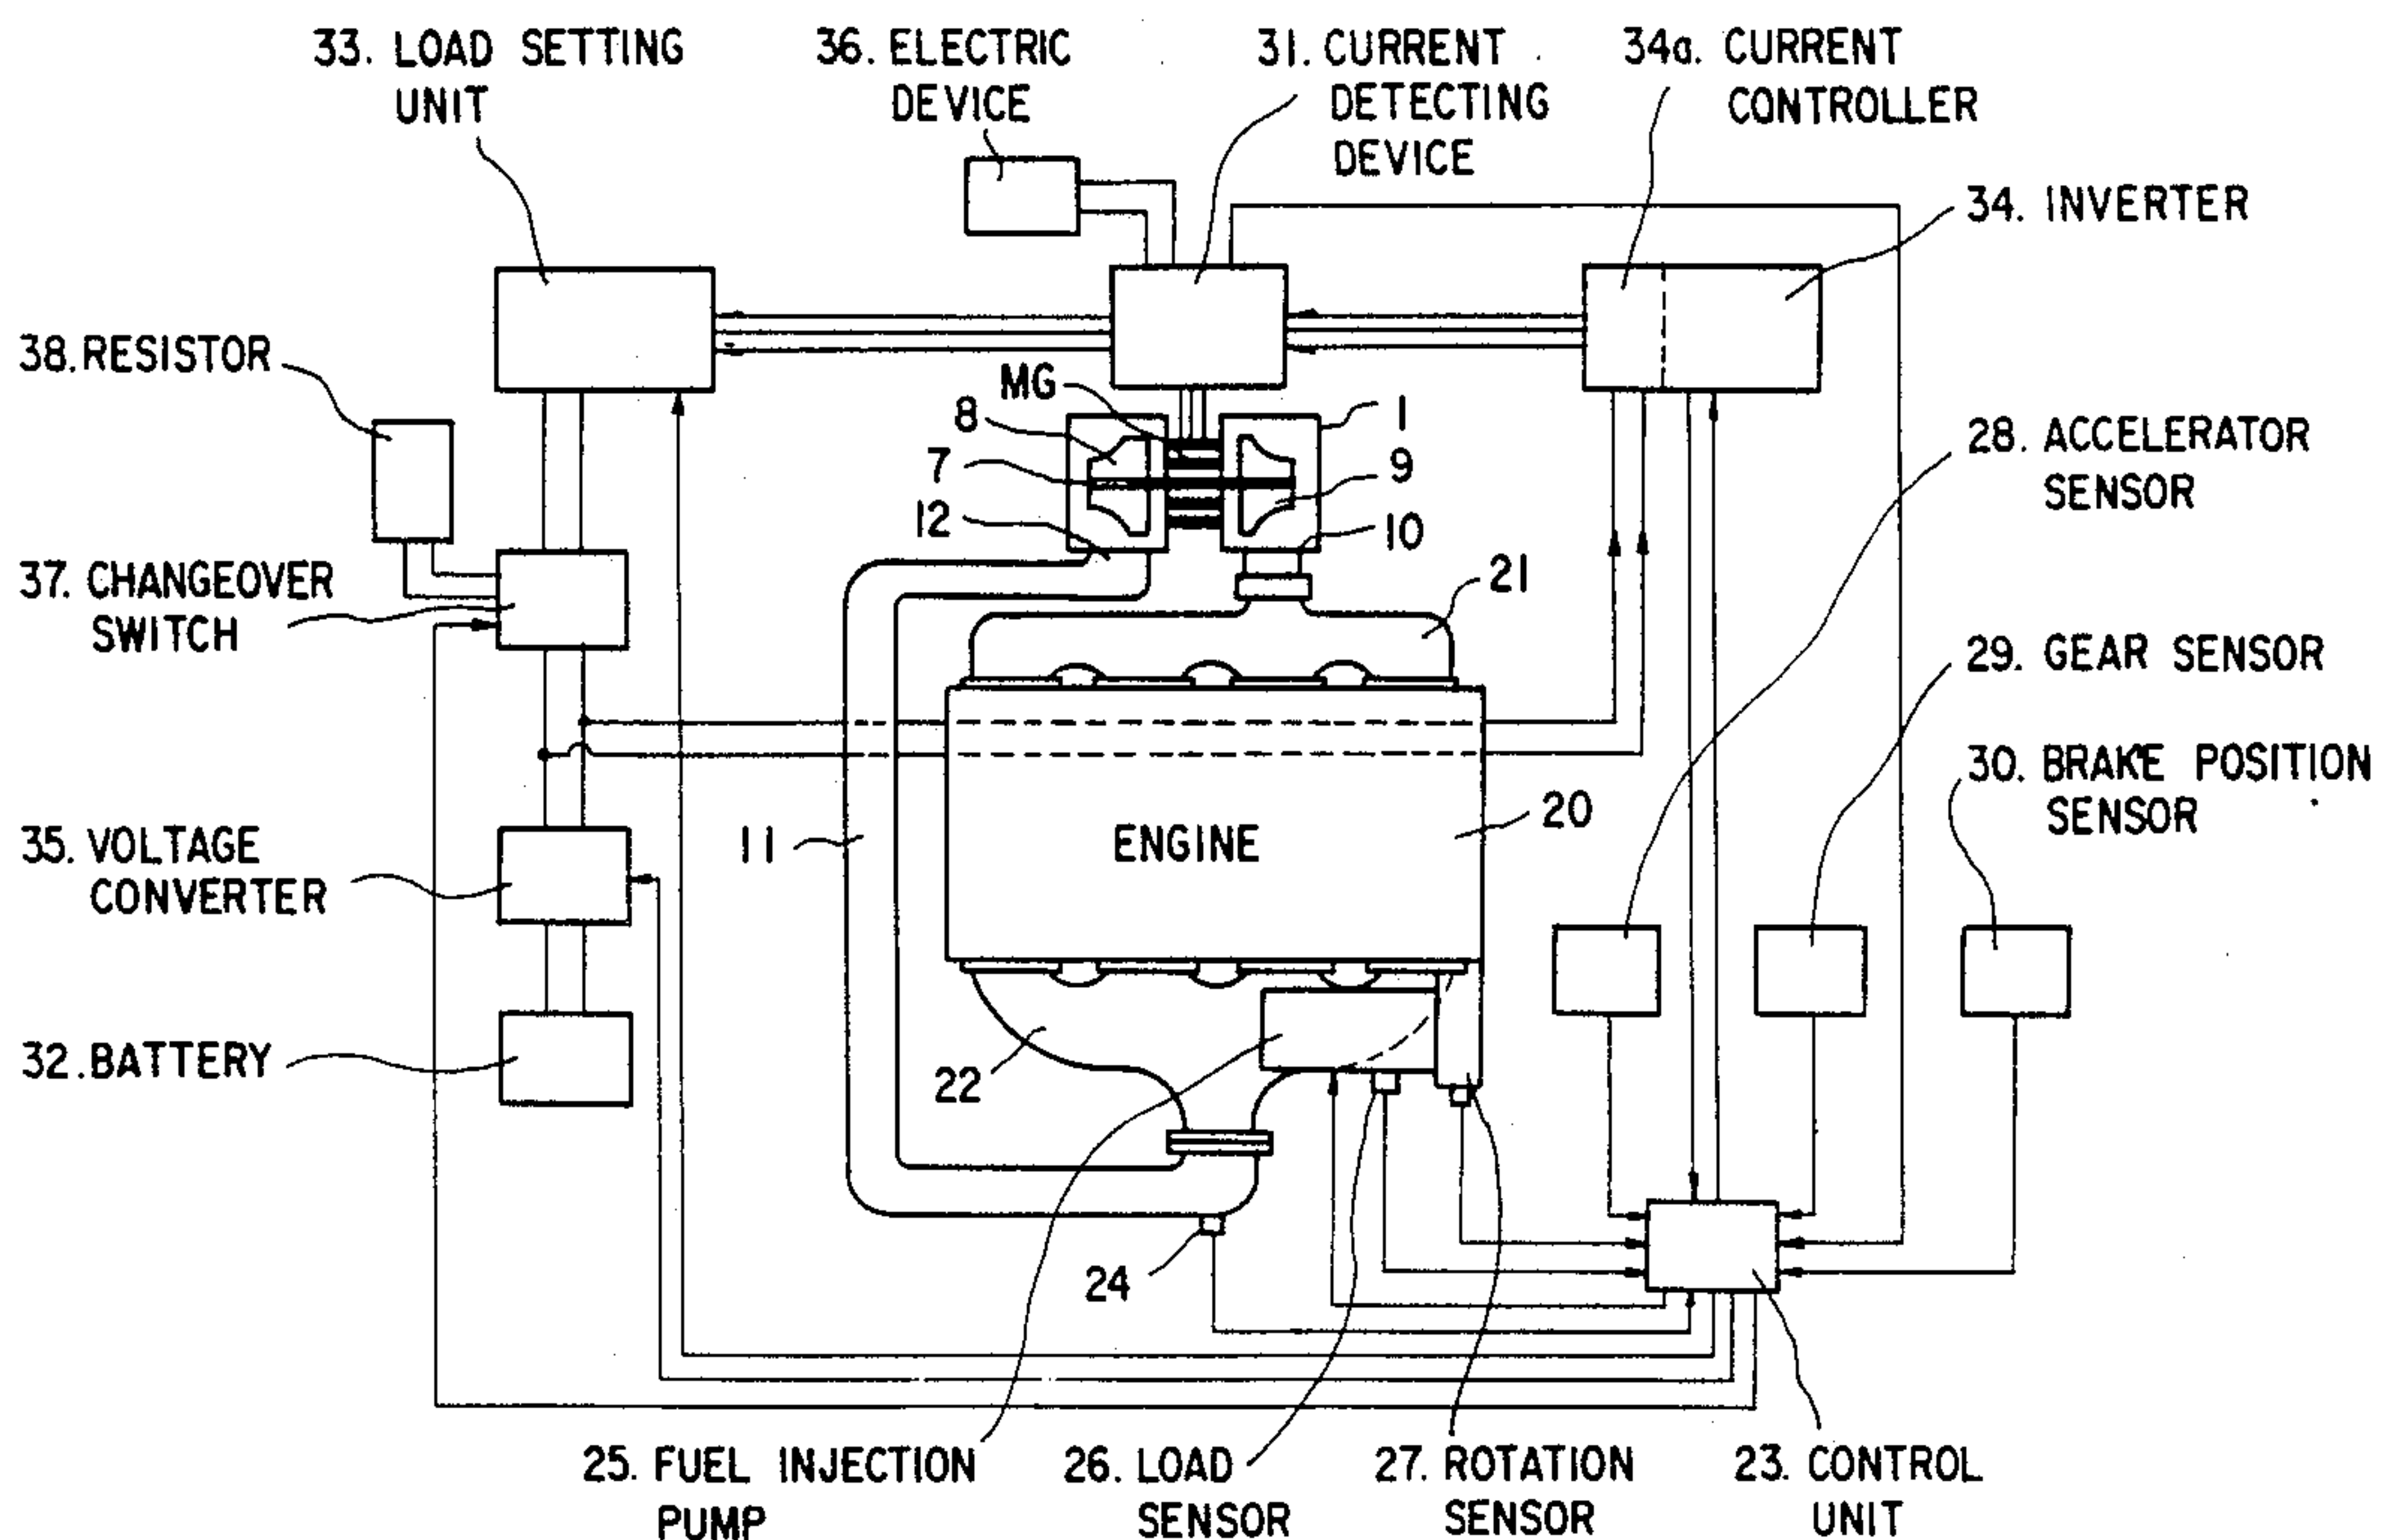 33. LOAD SETTING
UNIT
36. ELECTRIC
DEVICE
31. CURRENT
DETECTING
DEVICE
34a. CURRENT
CONTROLLER
34. INVERTER
38. RESISTOR
MG
8
7
12
1
9
10
28. ACCELERATOR
SENSOR
37. CHANGEOVER
SWITCH
21
29. GEAR SENSOR
30. BRAKE POSITION
SENSOR
35. VOLTAGE
CONVERTER
11
ENGINE
20
32. BATTERY
22
24
25. FUEL INJECTION
PUMP
26. LOAD
SENSOR
27. ROTATION
SENSOR
23. CONTROL
UNIT